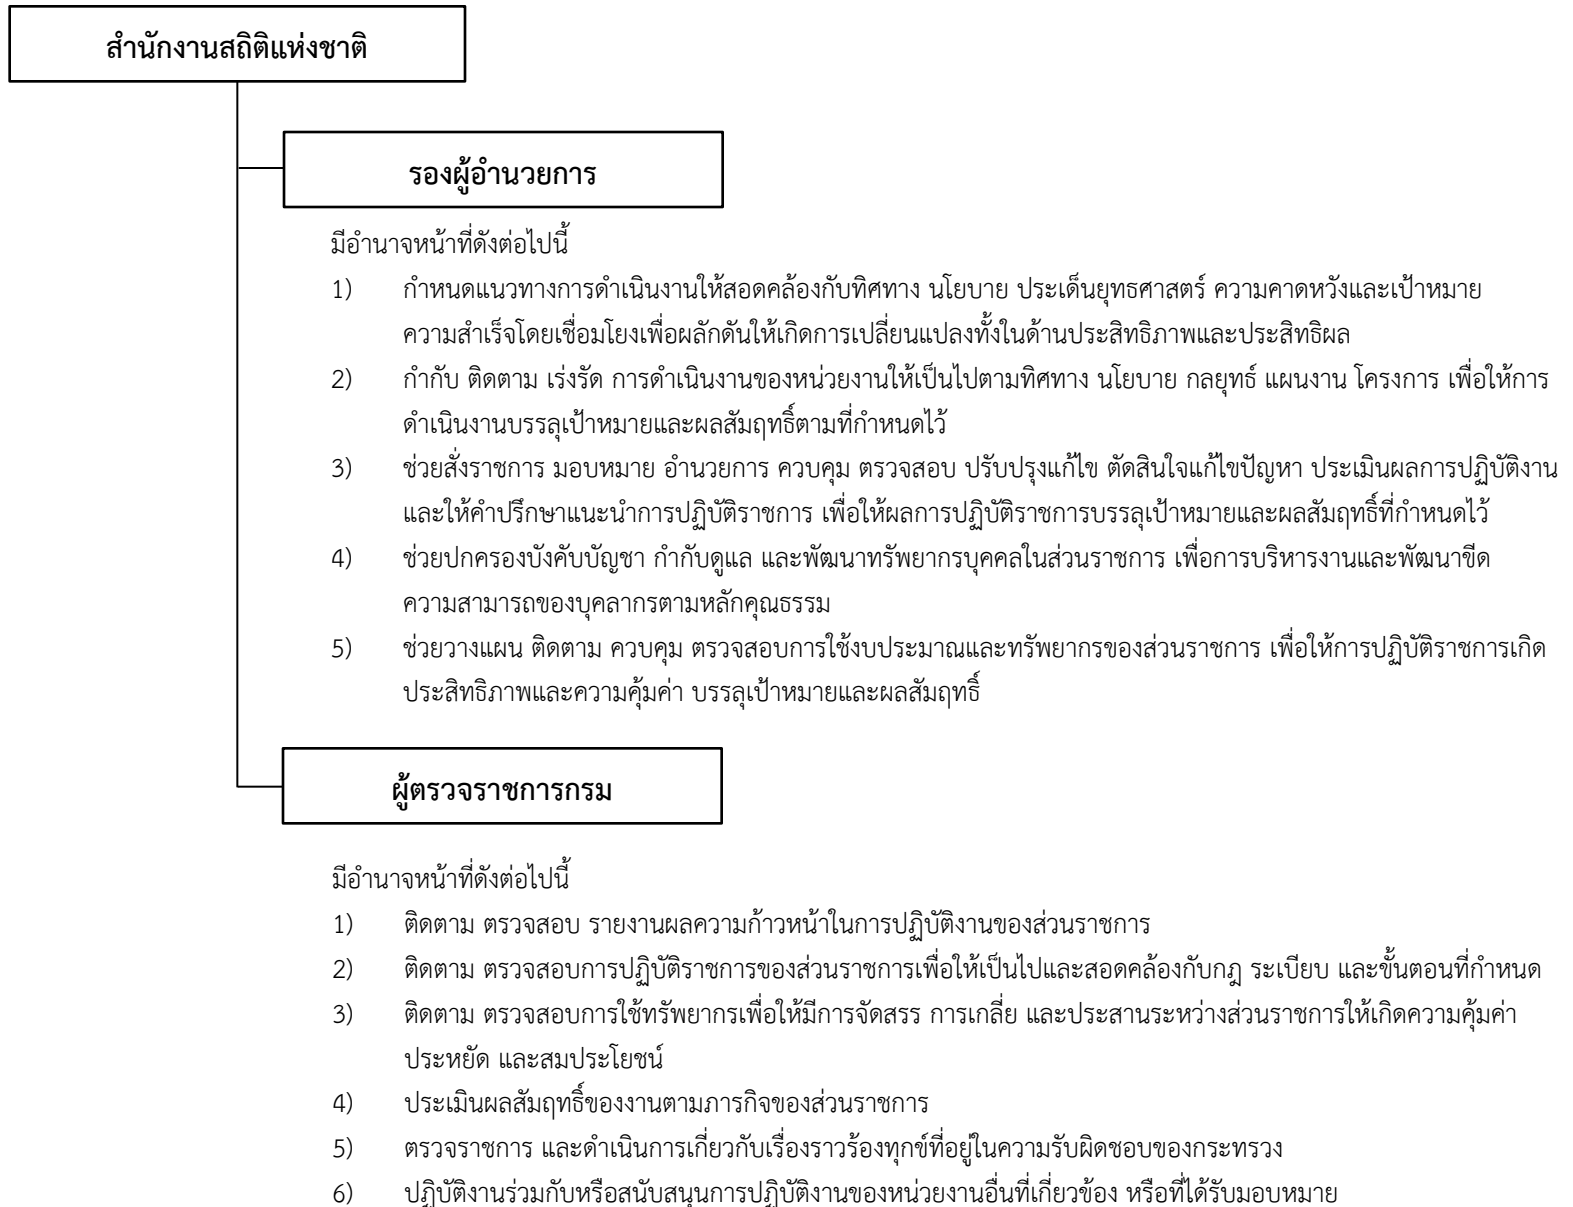 สำนักงานสถิติแห่งชาติ
รองผู้อำนวยการ
มีอำนาจหน้าที่ดังต่อไปนี้
1) กำหนดแนวทางการดำเนินงานให้สอดคล้องกับทิศทาง นโยบาย ประเด็นยุทธศาสตร์ ความคาดหวังและเป้าหมาย
ความสำเร็จโดยเชื่อมโยงเพื่อผลักดันให้เกิดการเปลี่ยนแปลงทั้งในด้านประสิทธิภาพและประสิทธิผล
2) กำกับ ติดตาม เร่งรัด การดำเนินงานของหน่วยงานให้เป็นไปตามทิศทาง นโยบาย กลยุทธ์ แผนงาน โครงการ เพื่อให้การ
ดำเนินงานบรรลุเป้าหมายและผลสัมฤทธิ์ตามที่กำหนดไว้
3) ช่วยสั่งราชการ มอบหมาย อำนวยการ ควบคุม ตรวจสอบ ปรับปรุงแก้ไข ตัดสินใจแก้ไขปัญหา ประเมินผลการปฏิบัติงาน
และให้คำปรึกษาแนะนำการปฏิบัติราชการ เพื่อให้ผลการปฏิบัติราชการบรรลุเป้าหมายและผลสัมฤทธิ์ที่กำหนดไว้
4) ช่วยปกครองบังคับบัญชา กำกับดูแล และพัฒนาทรัพยากรบุคคลในส่วนราชการ เพื่อการบริหารงานและพัฒนาขีด
ความสามารถของบุคลากรตามหลักคุณธรรม
5) ช่วยวางแผน ติดตาม ควบคุม ตรวจสอบการใช้งบประมาณและทรัพยากรของส่วนราชการ เพื่อให้การปฏิบัติราชการเกิด
ประสิทธิภาพและความคุ้มค่า บรรลุเป้าหมายและผลสัมฤทธิ์
ผู้ตรวจราชการกรม
มีอำนาจหน้าที่ดังต่อไปนี้
1) ติดตาม ตรวจสอบ รายงานผลความก้าวหน้าในการปฏิบัติงานของส่วนราชการ
2) ติดตาม ตรวจสอบการปฏิบัติราชการของส่วนราชการเพื่อให้เป็นไปและสอดคล้องกับกฎ ระเบียบ และขั้นตอนที่กำหนด
3) ติดตาม ตรวจสอบการใช้ทรัพยากรเพื่อให้มีการจัดสรร การเกลี่ย และประสานระหว่างส่วนราชการให้เกิดความคุ้มค่า
ประหยัด และสมประโยชน์
4) ประเมินผลสัมฤทธิ์ของงานตามภารกิจของส่วนราชการ
5) ตรวจราชการ และดำเนินการเกี่ยวกับเรื่องราวร้องทุกข์ที่อยู่ในความรับผิดชอบของกระทรวง
6) ปฏิบัติงานร่วมกับหรือสนับสนุนการปฏิบัติงานของหน่วยงานอื่นที่เกี่ยวข้อง หรือที่ได้รับมอบหมาย